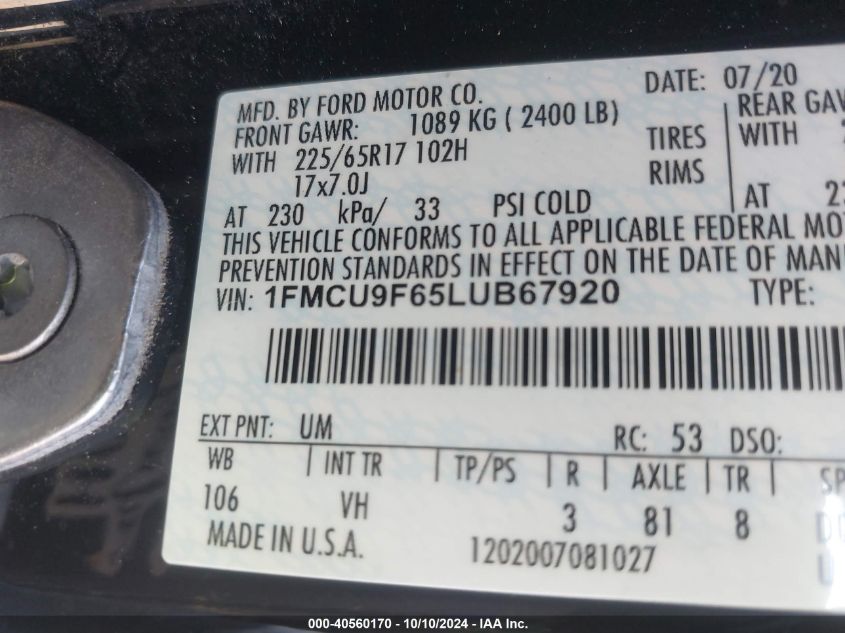 MFD. BY FORD MOTOR CO.
DATE: 07/20
FRONT GAWR: 1089 KG ( 2400 LB)
REAR
WITH 225/65R17 102H
TIRES
WITH
17x7.0J
RIMS
AT 230 kPa/ 33 PSI COLD
AT
THIS VEHICLE CONFORMS TO ALL APPLICABLE FEDERAL
PREVENTION STANDARDS IN EFFECT ON THE DATE OF
VIN: 1FMCU9F65LUB67920
TYPE:
EXT PNT: UM
RC: 53 DSO:
WB | INT TR | TP/PS | R | AXLE | TR |
106 VH 3 81 8
MADE IN U.S.A.
1202007081027
000-40560170 - 10/10/2024 - IAA Inc.